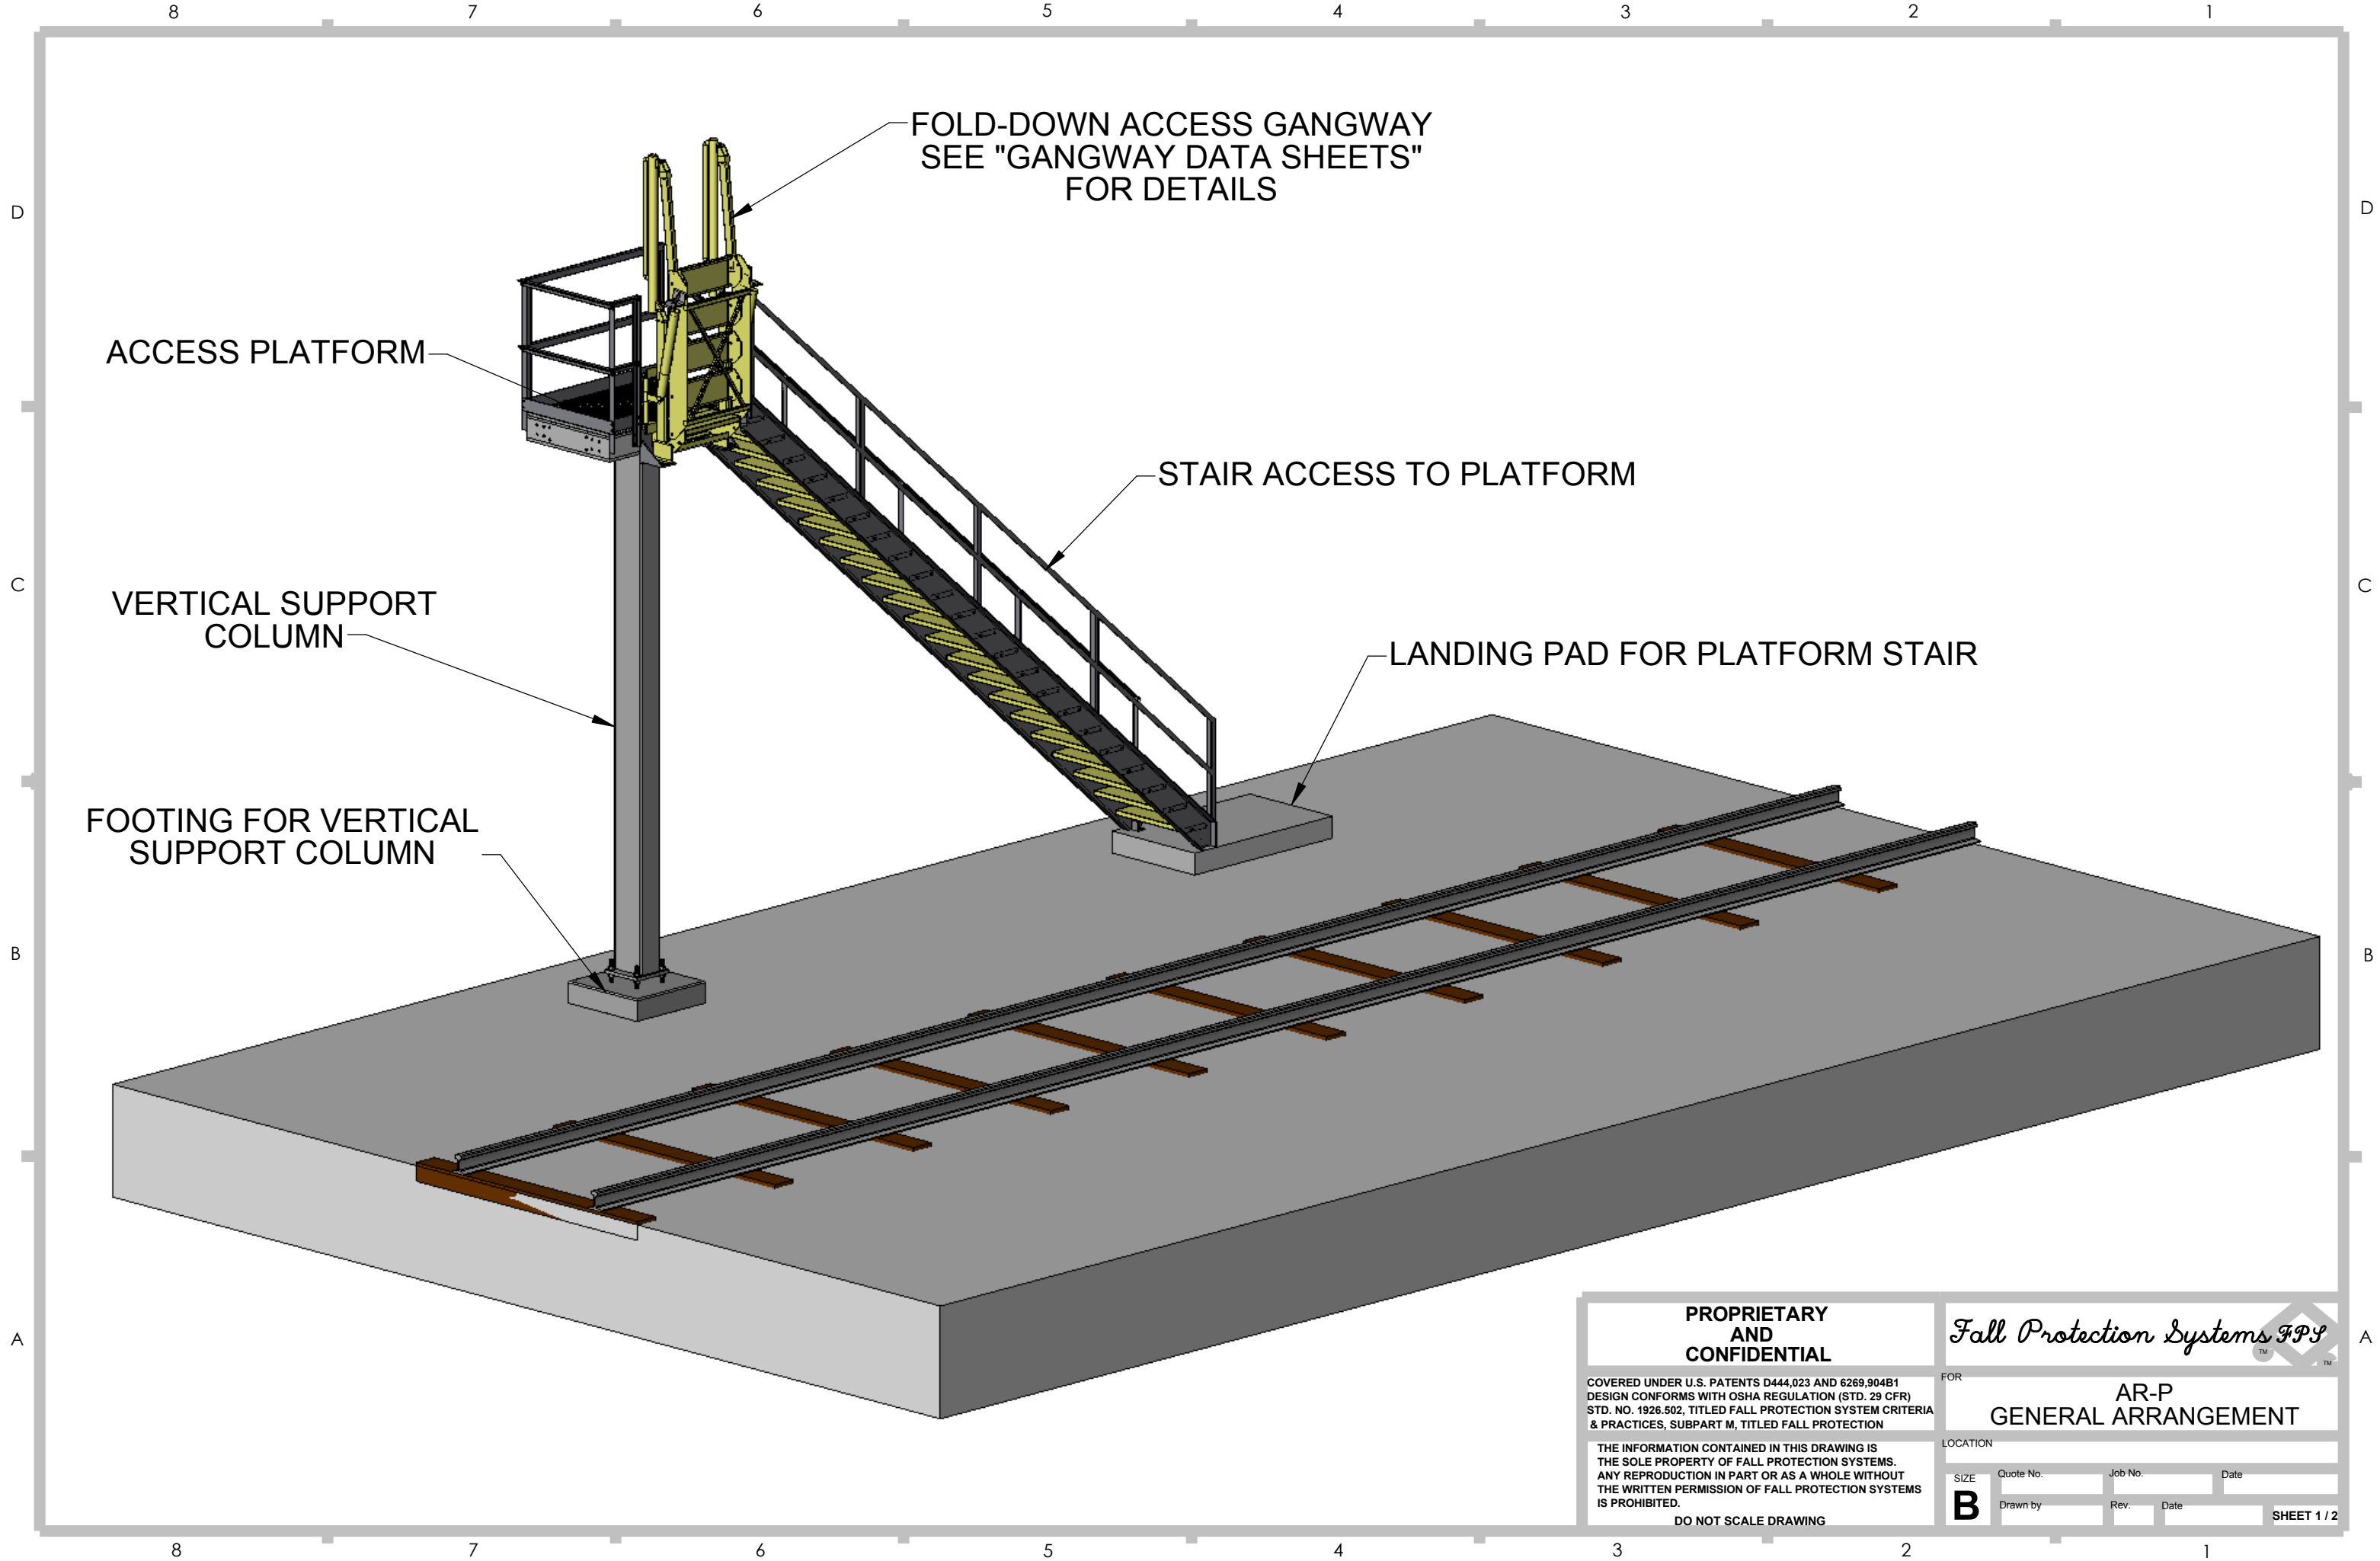 8 7 6 5 4 3 2 1
D D
FOLD-DOWN ACCESS GANGWAY
SEE "GANGWAY DATA SHEETS"
FOR DETAILS
ACCESS PLATFORM
STAIR ACCESS TO PLATFORM
C C
VERTICAL SUPPORT
COLUMN
LANDING PAD FOR PLATFORM STAIR
FOOTING FOR VERTICAL
SUPPORT COLUMN
B B
A A
PROPRIETARY
AND
CONFIDENTIAL
COVERED UNDER U.S. PATENTS D444,023 AND 6269,904B1
DESIGN CONFORMS WITH OSHA REGULATION (STD. 29 CFR)
STD. NO. 1926.502, TITLED FALL PROTECTION SYSTEM CRITERIA
& PRACTICES, SUBPART M, TITLED FALL PROTECTION
THE INFORMATION CONTAINED IN THIS DRAWING IS
THE SOLE PROPERTY OF FALL PROTECTION SYSTEMS.
ANY REPRODUCTION IN PART OR AS A WHOLE WITHOUT
THE WRITTEN PERMISSION OF FALL PROTECTION SYSTEMS
IS PROHIBITED.
DO NOT SCALE DRAWING
Fall Protection Systems FPS
TM TM
FOR
AR-P
GENERAL ARRANGEMENT
LOCATION
SIZE
B
Quote No. Job No. Date
Drawn by Rev. Date
SHEET 1 / 2
8 7 6 5 4 3 2 1